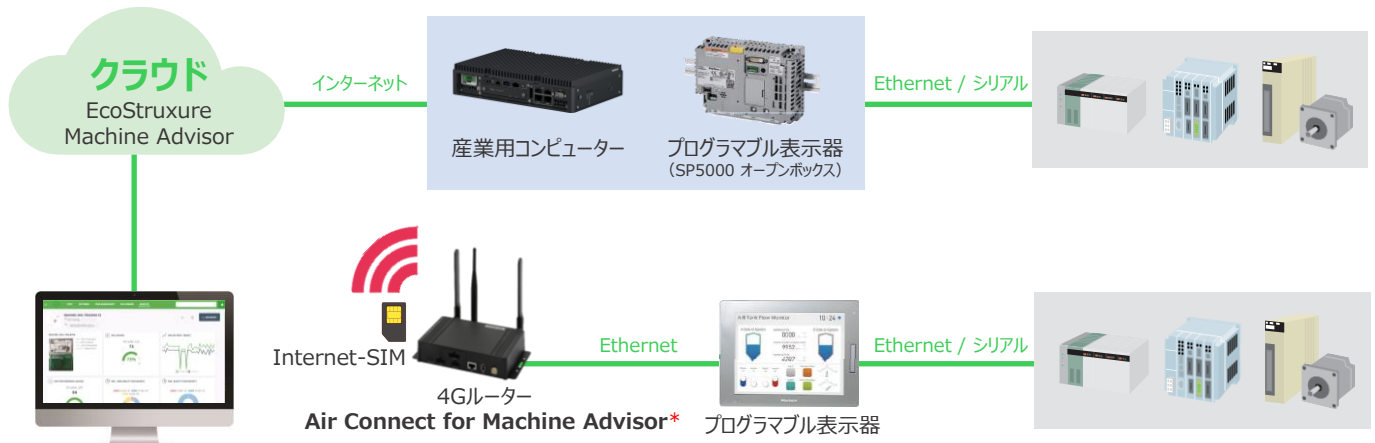 クラウド
EcoStruxure
Machine Advisor
インターネット
産業用コンピューター
プログラマブル表示器
（SP5000 オープンボックス）
Ethernet / シリアル
Internet-SIM
4Gルーター
Air Connect for Machine Advisor*
Ethernet
プログラマブル表示器
Ethernet / シリアル